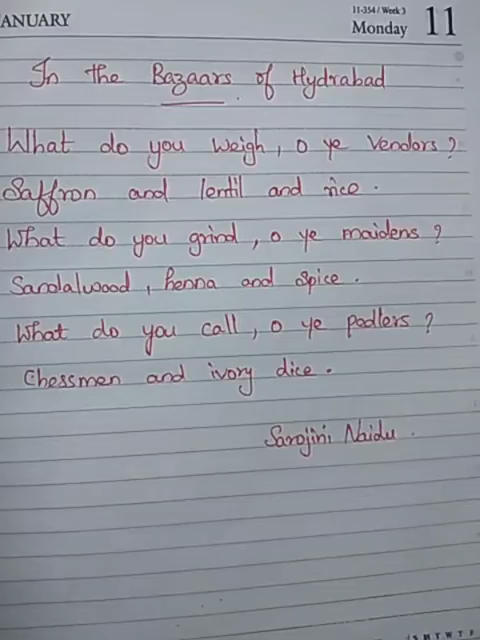 ANUARY
11-354 / Week 3
Monday 11
In the Bazaars of Hydrabad
What do you weigh, o ye Vendors?
Saffron and lentil and rice.
What do you grind, o ye maidens?
Sandalwood, henna and spice.
What do you call, o ye pedlers?
Chessmen and ivory dice.
Sarojini Naidu.
S M T W T F